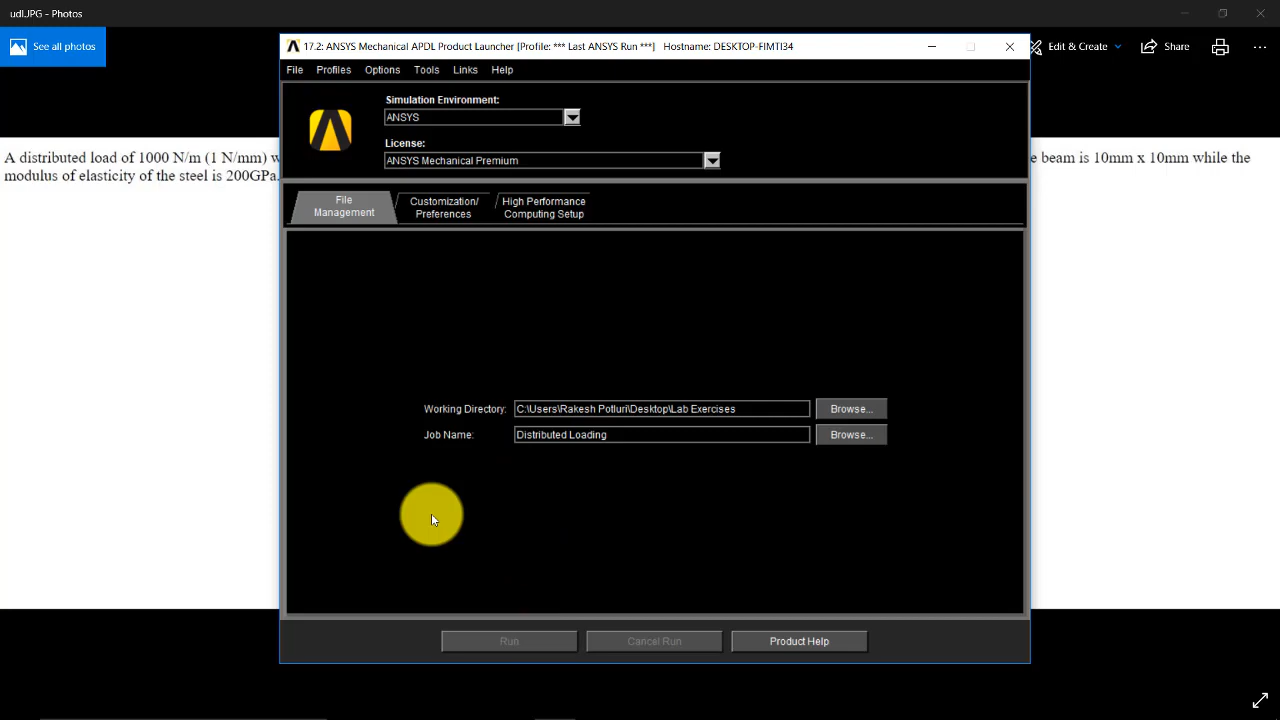 udl.JPG - Photos
See all photos
Edit & Create
Share
17.2: ANSYS Mechanical APDL Product Launcher [Profile: *** Last ANSYS Run ***] Hostname: DESKTOP-FIMTI34
File Profiles Options Tools Links Help
Simulation Environment:
ANSYS
License:
ANSYS Mechanical Premium
File Management
Customization/ Preferences
High Performance Computing Setup
Working Directory: C:\Users\Rakesh Potluri\Desktop\Lab Exercises Browse...
Job Name: Distributed Loading Browse...
Run Cancel Run Product Help
A distributed load of 1000 N/m (1 N/mm) w
e beam is 10mm x 10mm while the
modulus of elasticity of the steel is 200GPa.